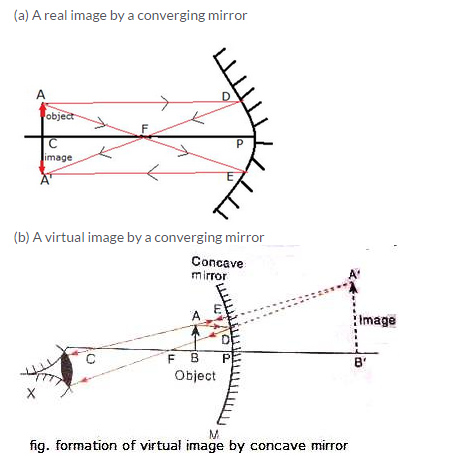 (a) A real image by a converging mirror
A
D
object
F
C
P
image
A'
E
(b) A virtual image by a converging mirror
Concave
mirror
A'
E
A
Image
D
C
F B P
B'
Object
X
M
fig. formation of virtual image by concave mirror